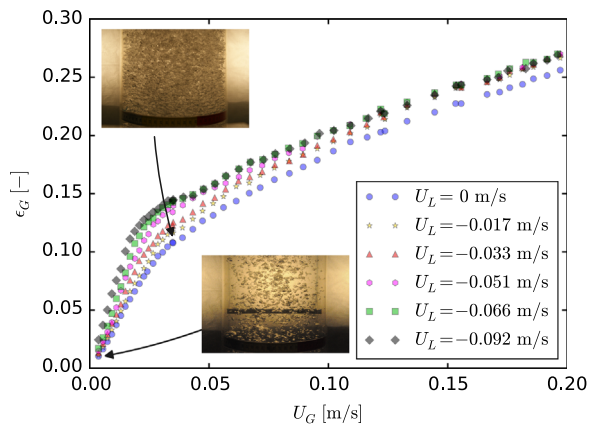 0.30
0.25
0.20
0.15
0.10
0.05
0.00
ϵ_G [−]
U_L = 0 m/s
U_L = −0.017 m/s
U_L = −0.033 m/s
U_L = −0.051 m/s
U_L = −0.066 m/s
U_L = −0.092 m/s
0.00 0.05 0.10 0.15 0.20
U_G [m/s]